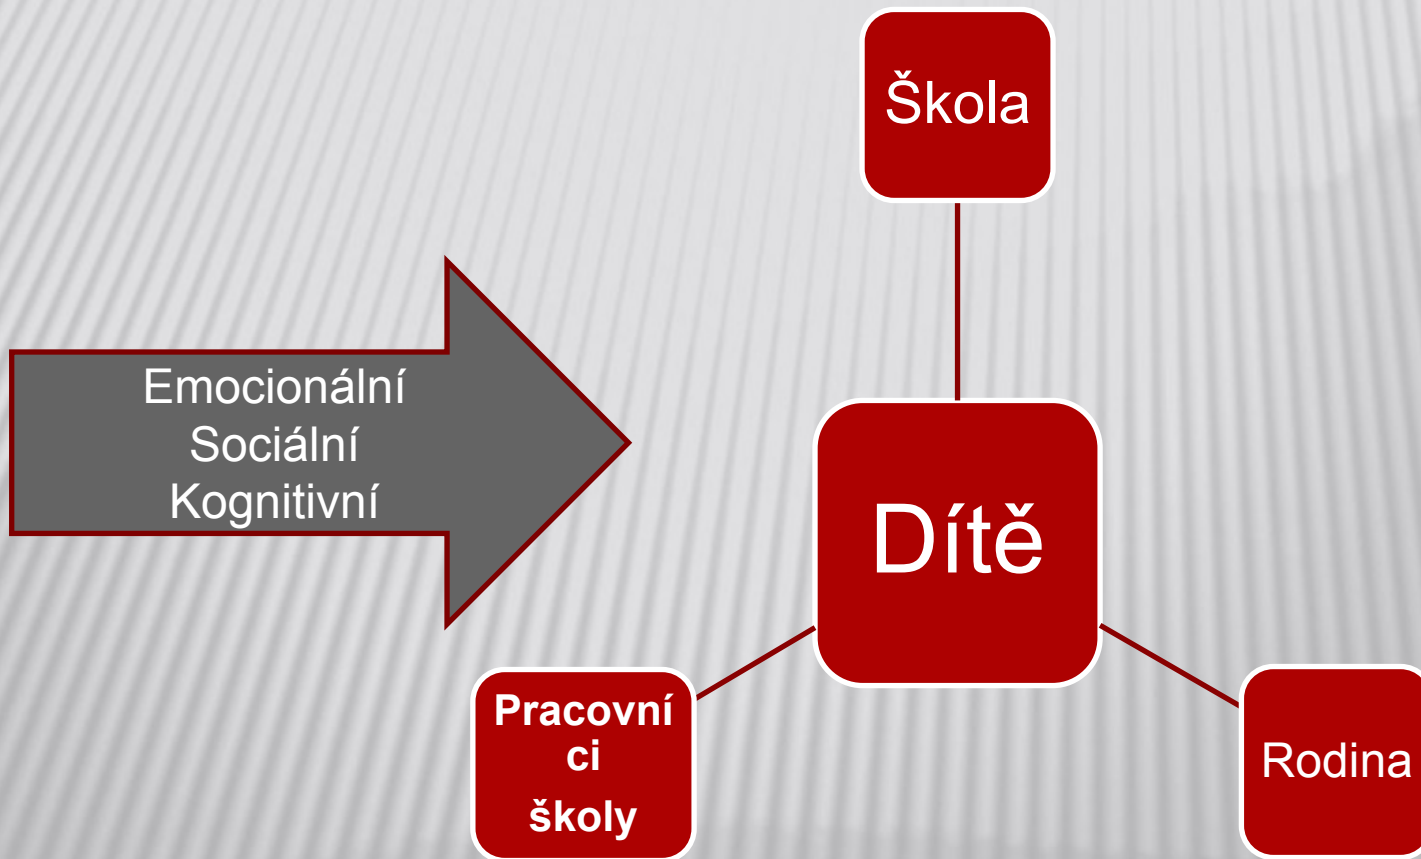 Škola
Emocionální
Sociální
Kognitivní
Dítě
Pracovní
ci
školy
Rodina